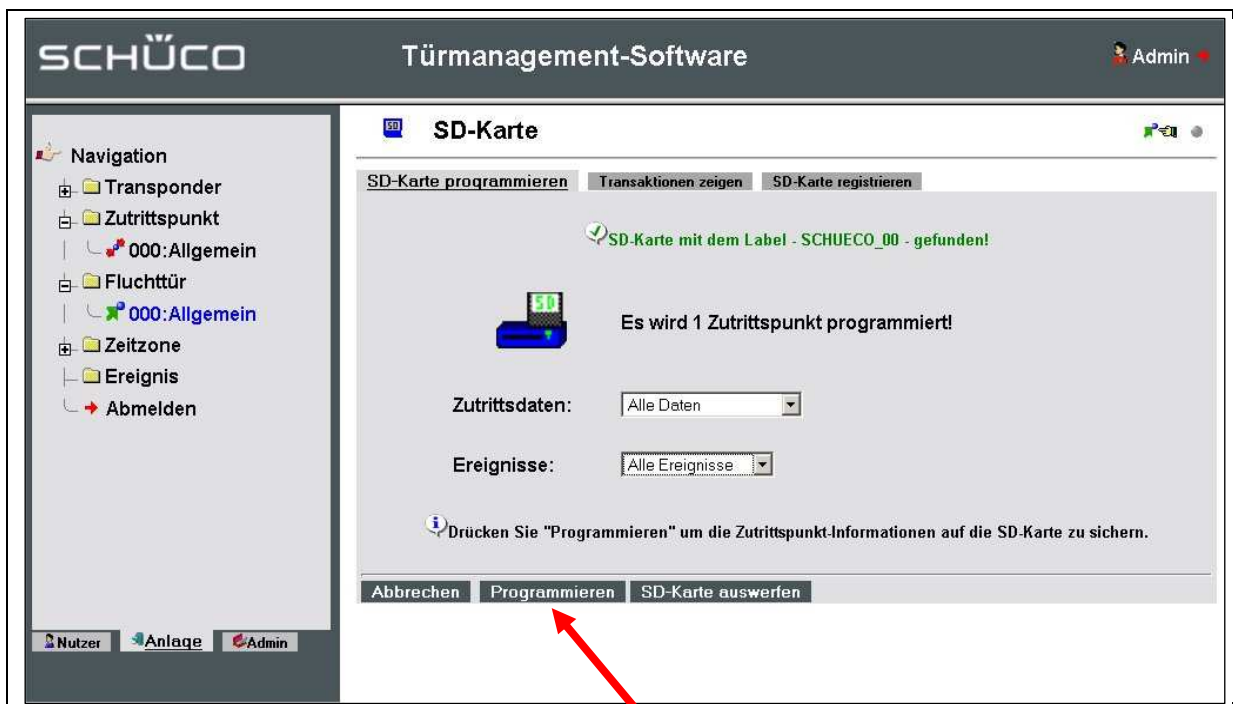 SCHÜCO
Türmanagement-Software
Admin
Navigation
Transponder
Zutrittspunkt
000:Allgemein
Fluchttür
000:Allgemein
Zeitzone
Ereignis
Abmelden
Nutzer Anlage Admin
SD
SD-Karte
SD-Karte programmieren Transaktionen zeigen SD-Karte registrieren
SD-Karte mit dem Label - SCHUECO_00 - gefunden!
SD
Es wird 1 Zutrittspunkt programmiert!
Zutrittsdaten: Alle Daten
Ereignisse: Alle Ereignisse
Drücken Sie "Programmieren" um die Zutrittspunkt-Informationen auf die SD-Karte zu sichern.
Abbrechen Programmieren SD-Karte auswerfen